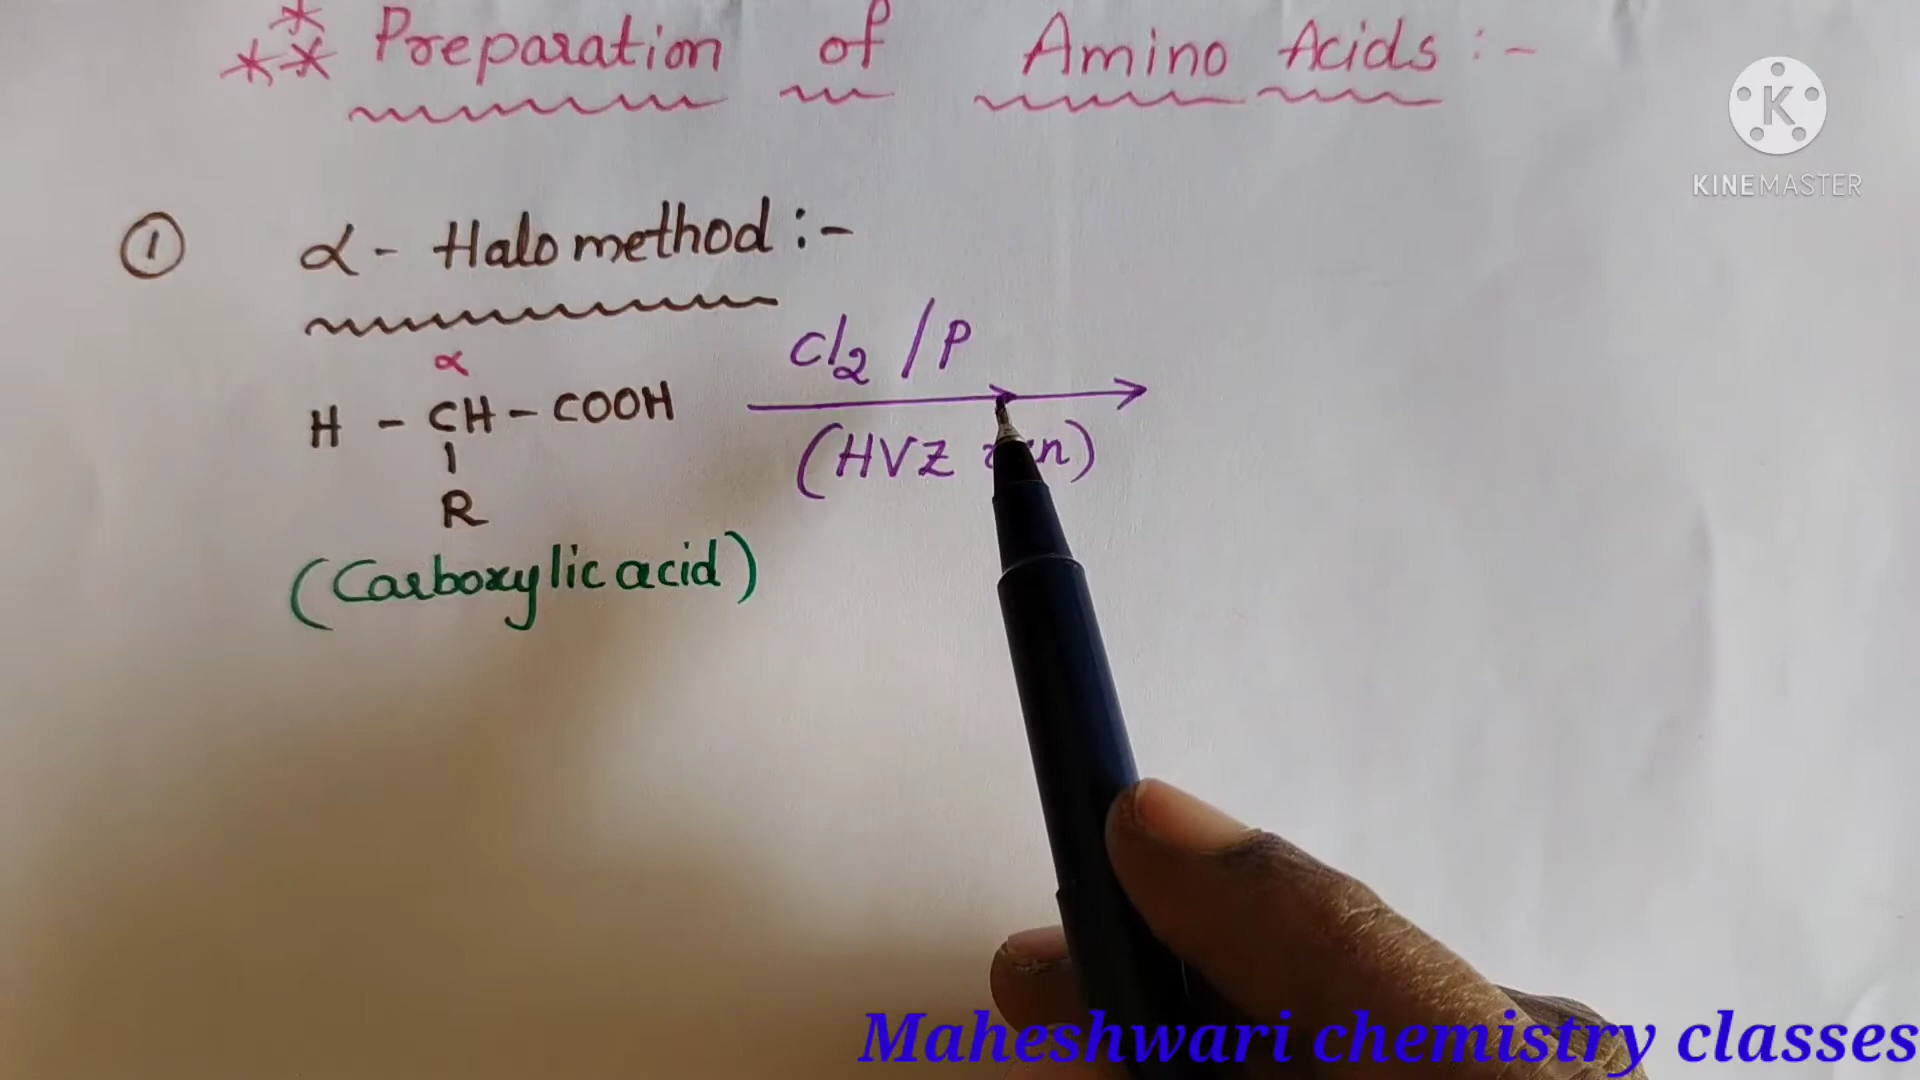 *** Preparation of Amino Acids :-
K
KINEMASTER
① α - Halo method :-
α
Cl2 / P
H - CH - COOH
(HVZ
R
(Carboxylic acid)
Maheshwari chemistry classes